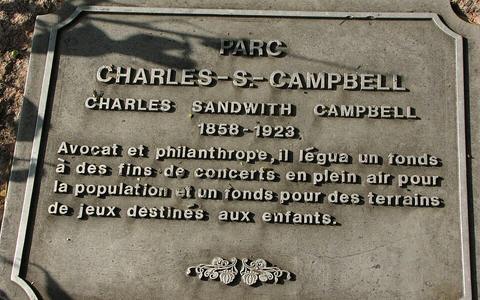 PARC
CHARLES-S.-CAMPBELL
CHARLES SANDWITH CAMPBELL
1858-1923
Avocat et philanthrope, il légua un fonds
à des fins de concerts en plein air pour
la population et un fonds pour des terrains
de jeux destinés aux enfants.